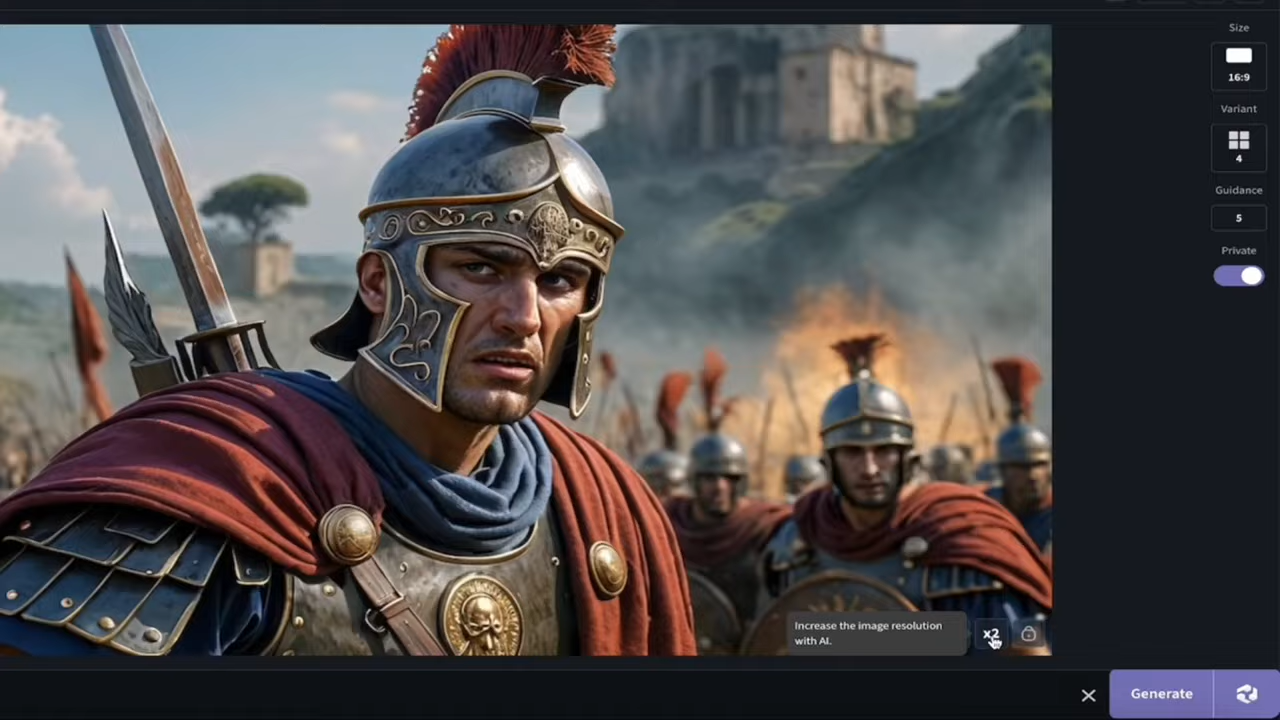 Size
16:9
Variant
4
Guidance
5
Private
Increase the image resolution
with AI.
x2
Generate